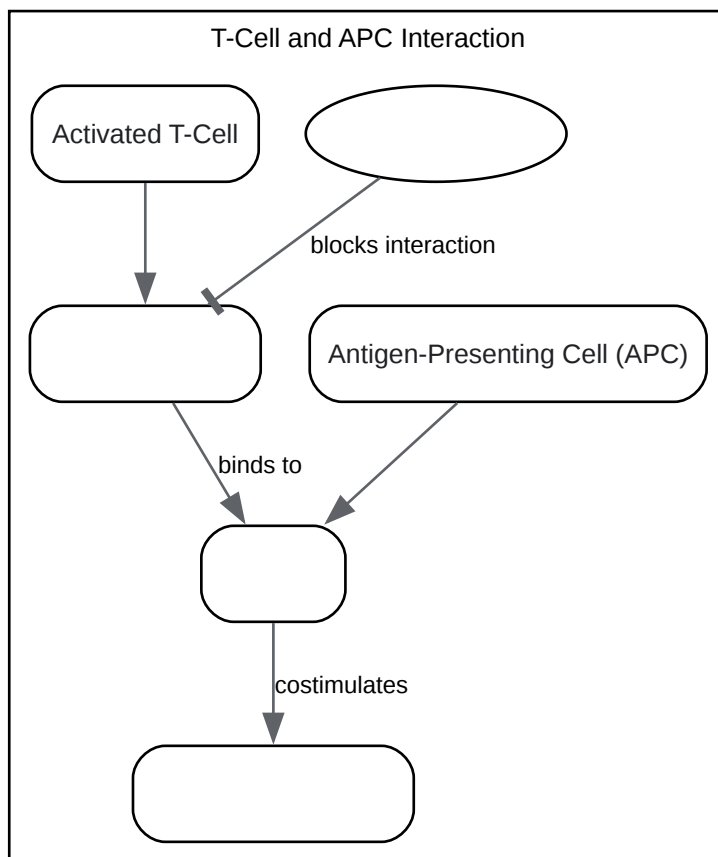 T-Cell and APC Interaction
Activated T-Cell
blocks interaction
Antigen-Presenting Cell (APC)
binds to
costimulates